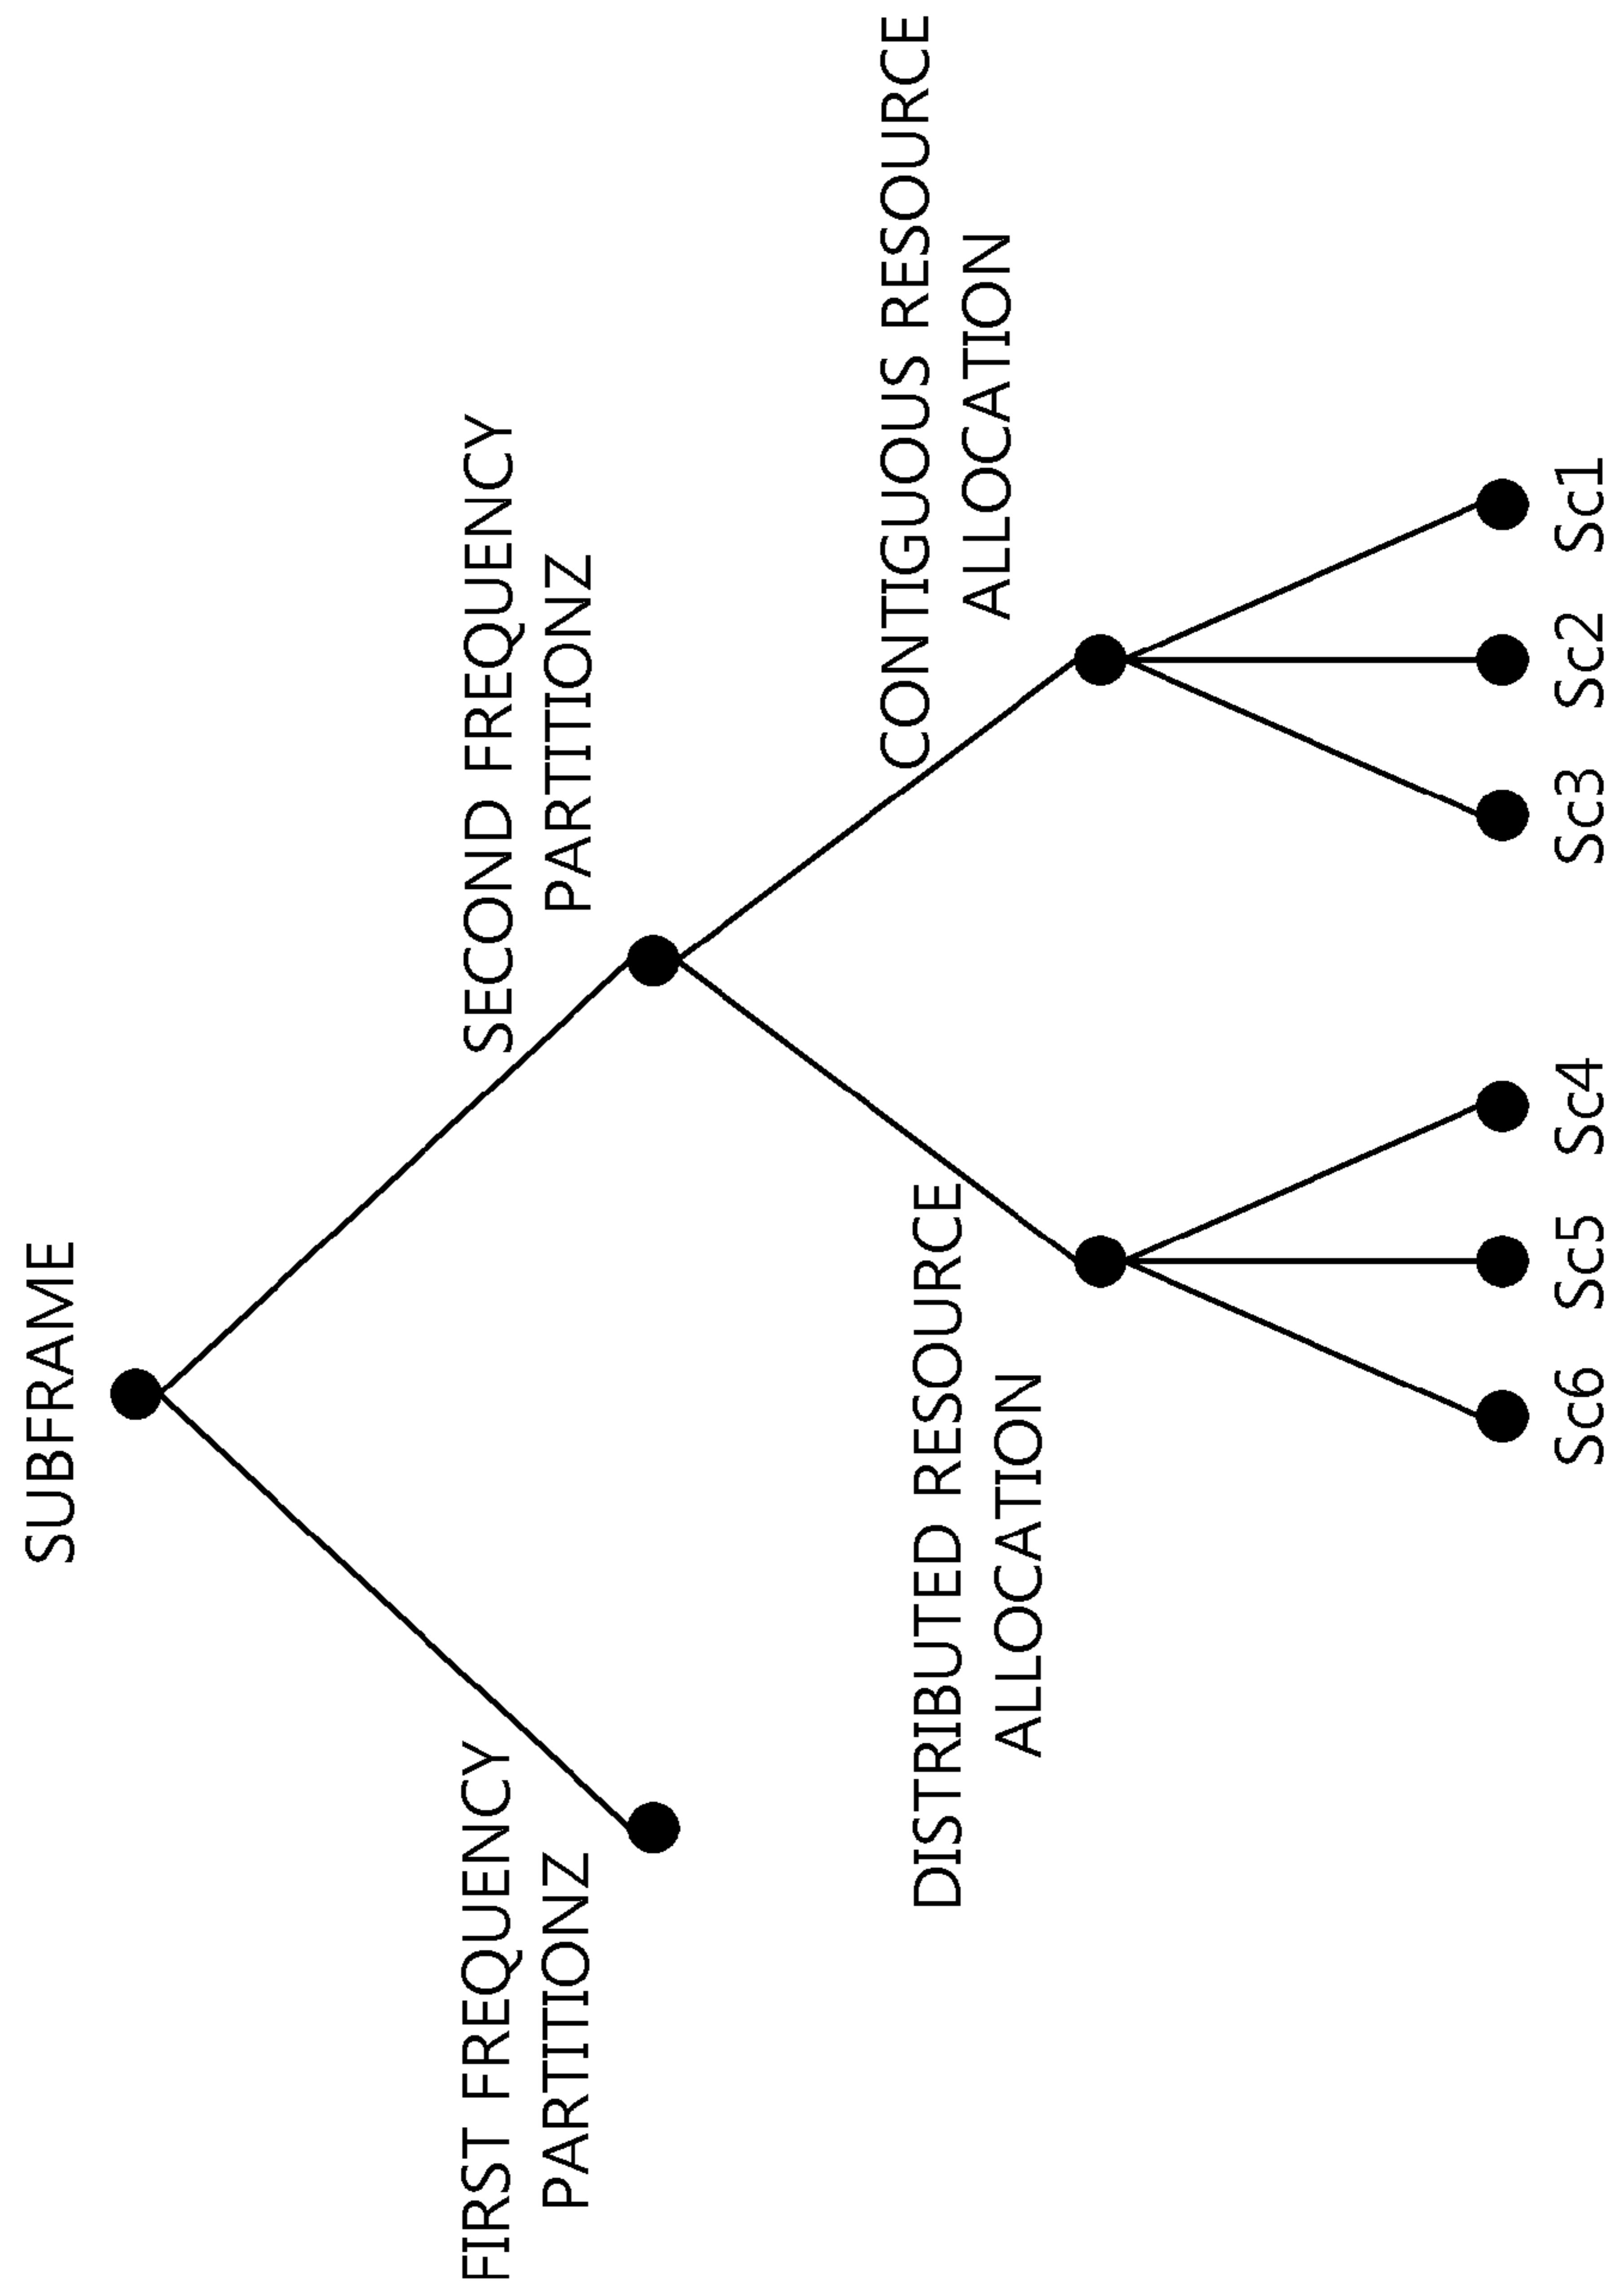 SUBFRAME
FIRST FREQUENCY
PARTITIONZ
SECOND FREQUENCY
PARTITIONZ
DISTRIBUTED RESOURCE
ALLOCATION
CONTIGUOUS RESOURCE
ALLOCATION
Sc6 Sc5 Sc4 Sc3 Sc2 Sc1